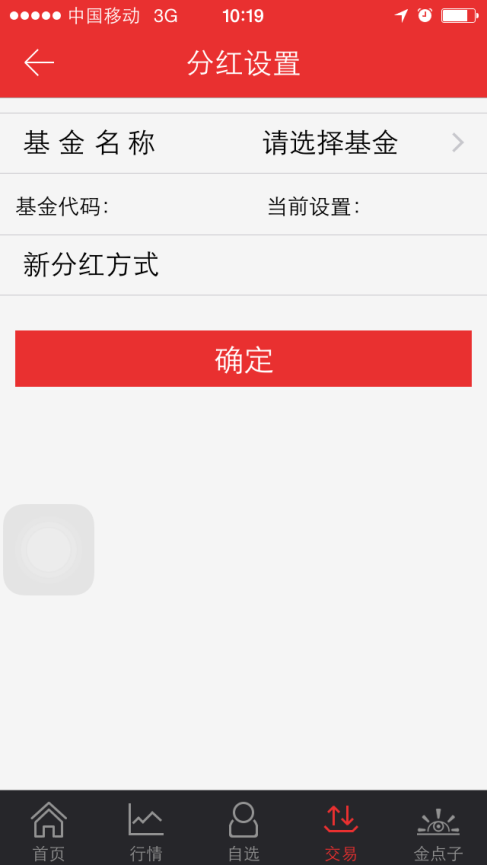 中国移动 3G 10:19
分红设置
基金名称 请选择基金
基金代码: 当前设置:
新分红方式
确定
首页 行情 自选 交易 金点子